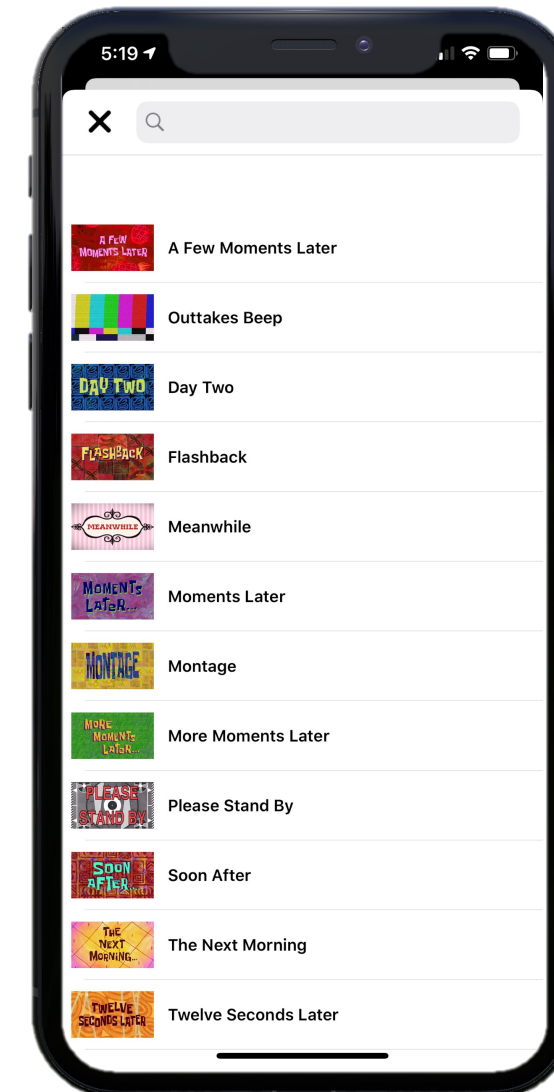 5:19
A FEW
MOMENTS LATER
A Few Moments Later
Outtakes Beep
DAY TWO
Day Two
FLASHBACK
Flashback
MEANWHILE
Meanwhile
MOMENTS
LATER...
Moments Later
MONTAGE
Montage
MORE
MOMENTS
LATER...
More Moments Later
PLEASE
STAND BY
Please Stand By
SOON
AFTER...
Soon After
THE
NEXT
MORNING...
The Next Morning
TWELVE
SECONDS LATER
Twelve Seconds Later